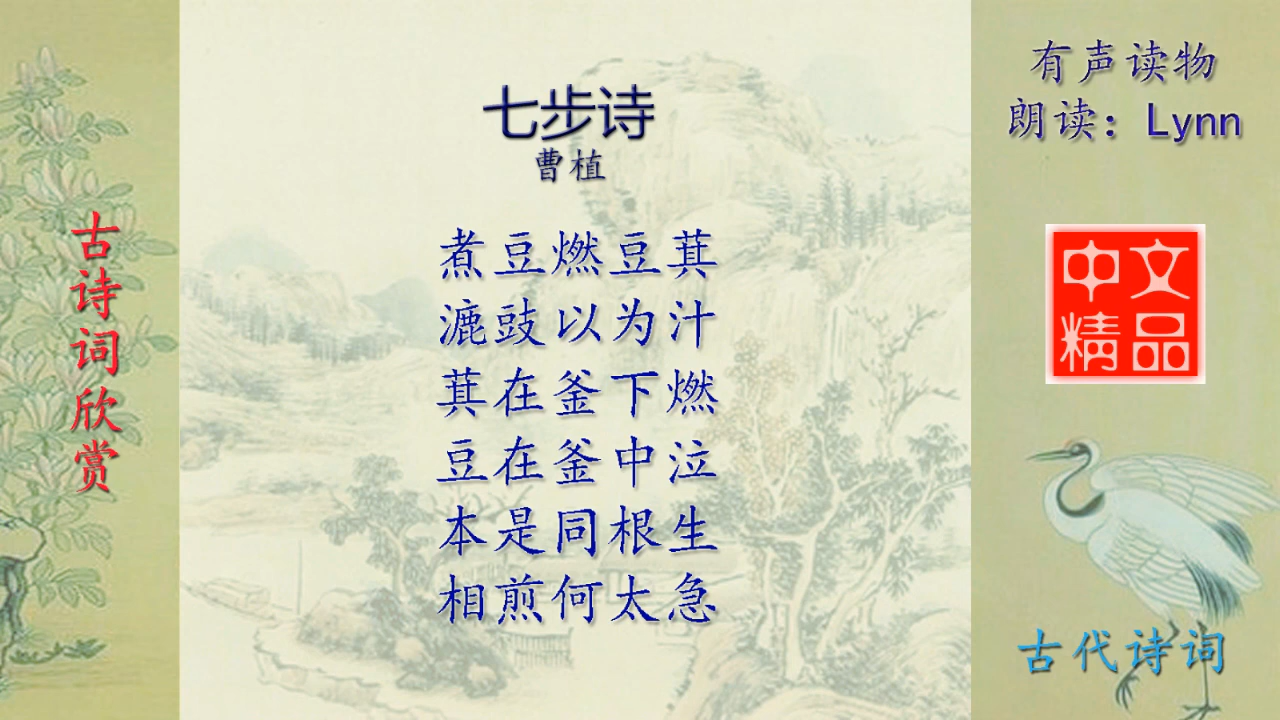 古诗词欣赏
七步诗
曹植
煮豆燃豆萁
漉豉以为汁
萁在釜下燃
豆在釜中泣
本是同根生
相煎何太急
有声读物
朗读：Lynn
中文
精品
古代诗词